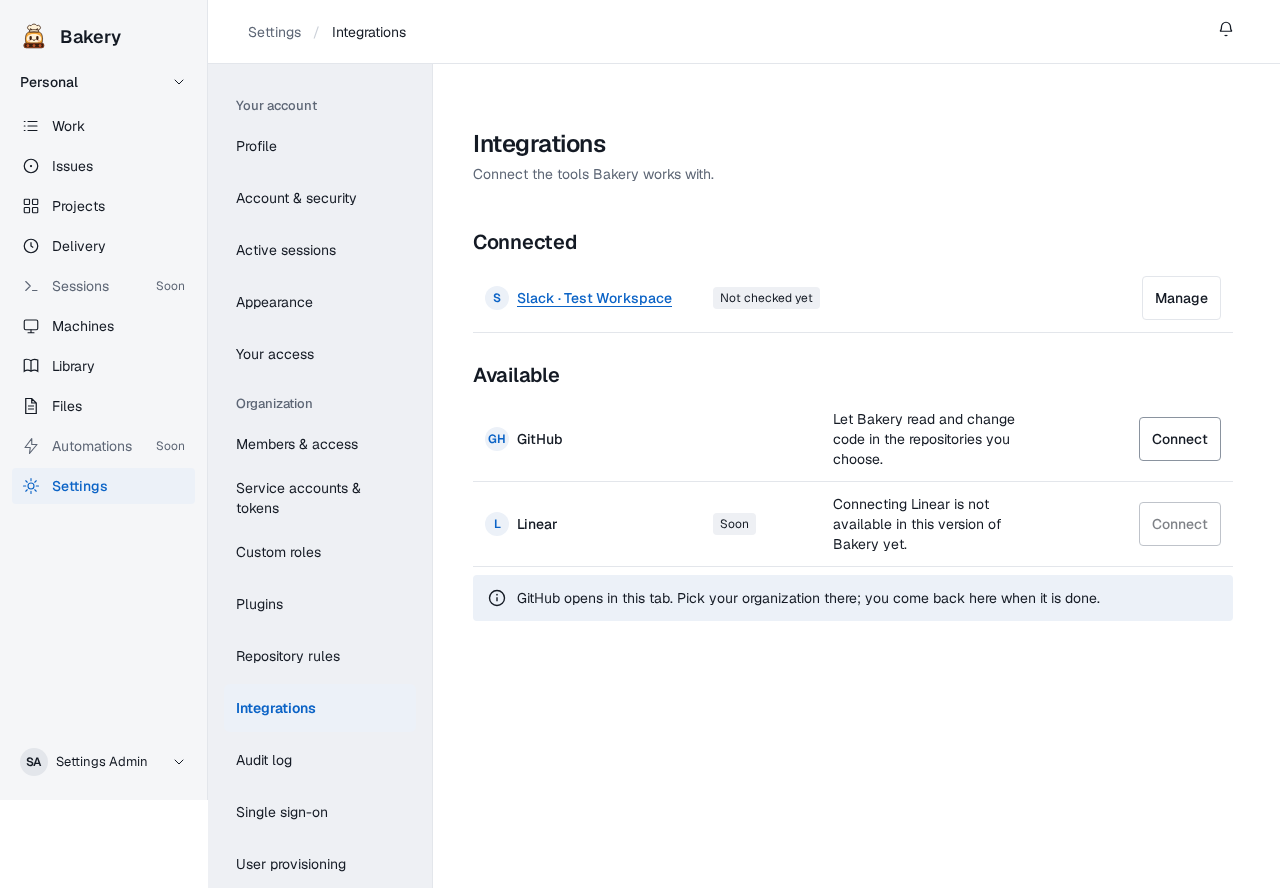 Bakery
Personal
Work
Issues
Projects
Delivery
Sessions Soon
Machines
Library
Files
Automations Soon
Settings
SA Settings Admin
Settings / Integrations
Your account
Profile
Account & security
Active sessions
Appearance
Your access
Organization
Members & access
Service accounts &
tokens
Custom roles
Plugins
Repository rules
Integrations
Audit log
Single sign-on
User provisioning
Integrations
Connect the tools Bakery works with.
Connected
S Slack · Test Workspace Not checked yet Manage
Available
GH GitHub
Let Bakery read and change
code in the repositories you
choose.
Connect
L Linear Soon
Connecting Linear is not
available in this version of
Bakery yet.
Connect
GitHub opens in this tab. Pick your organization there; you come back here when it is done.